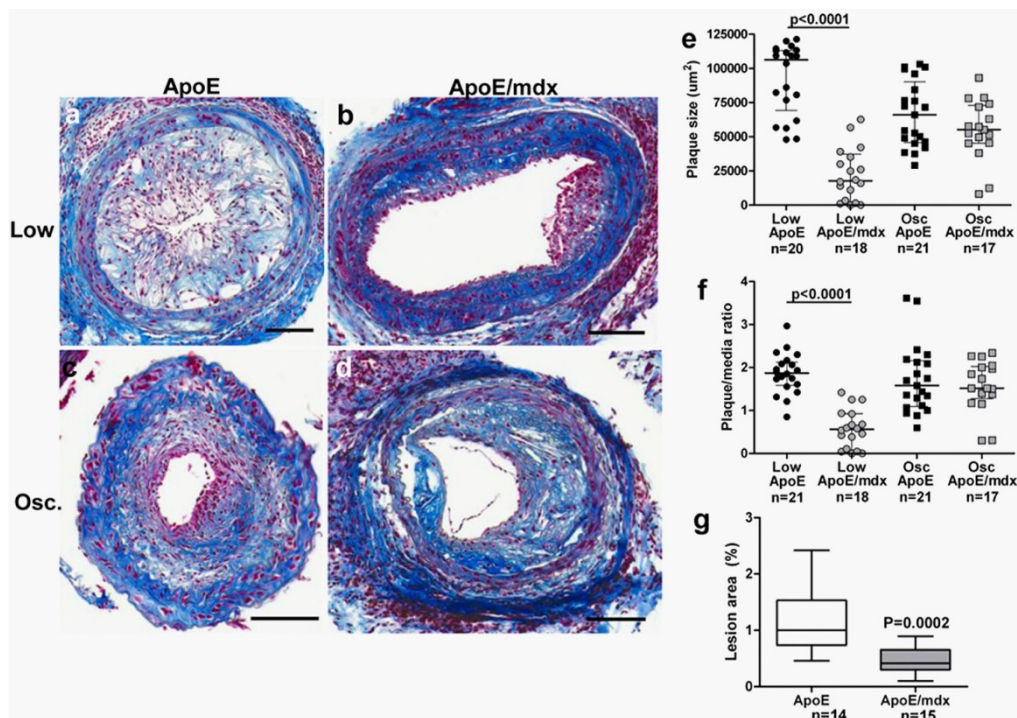 ApoE
ApoE/mdx
a
b
Low
c
d
Osc.
e
p<0.0001
Plaque size (um²)
125000
100000
75000
50000
25000
0
Low Low Osc Osc
ApoE ApoE/mdx ApoE ApoE/mdx
n=20 n=18 n=21 n=17
f
p<0.0001
Plaque/media ratio
4
3
2
1
0
Low Low Osc Osc
ApoE ApoE/mdx ApoE ApoE/mdx
n=21 n=18 n=21 n=17
g
Lesion area (%)
3
2
1
0
P=0.0002
ApoE ApoE/mdx
n=14 n=15